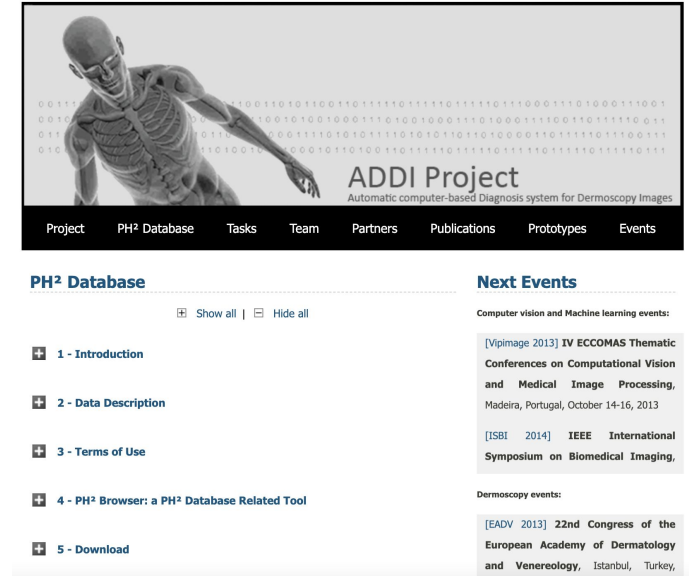 ADDI Project
Automatic computer-based Diagnosis system for Dermoscopy Images
Project PH² Database Tasks Team Partners Publications Prototypes Events
PH² Database
Show all | Hide all
1 - Introduction
2 - Data Description
3 - Terms of Use
4 - PH² Browser: a PH² Database Related Tool
5 - Download
Next Events
Computer vision and Machine learning events:
[Vipimage 2013] IV ECCOMAS Thematic
Conferences on Computational Vision
and Medical Image Processing,
Madeira, Portugal, October 14-16, 2013
[ISBI 2014] IEEE International
Symposium on Biomedical Imaging,
Dermoscopy events:
[EADV 2013] 22nd Congress of the
European Academy of Dermatology
and Venereology, Istanbul, Turkey,